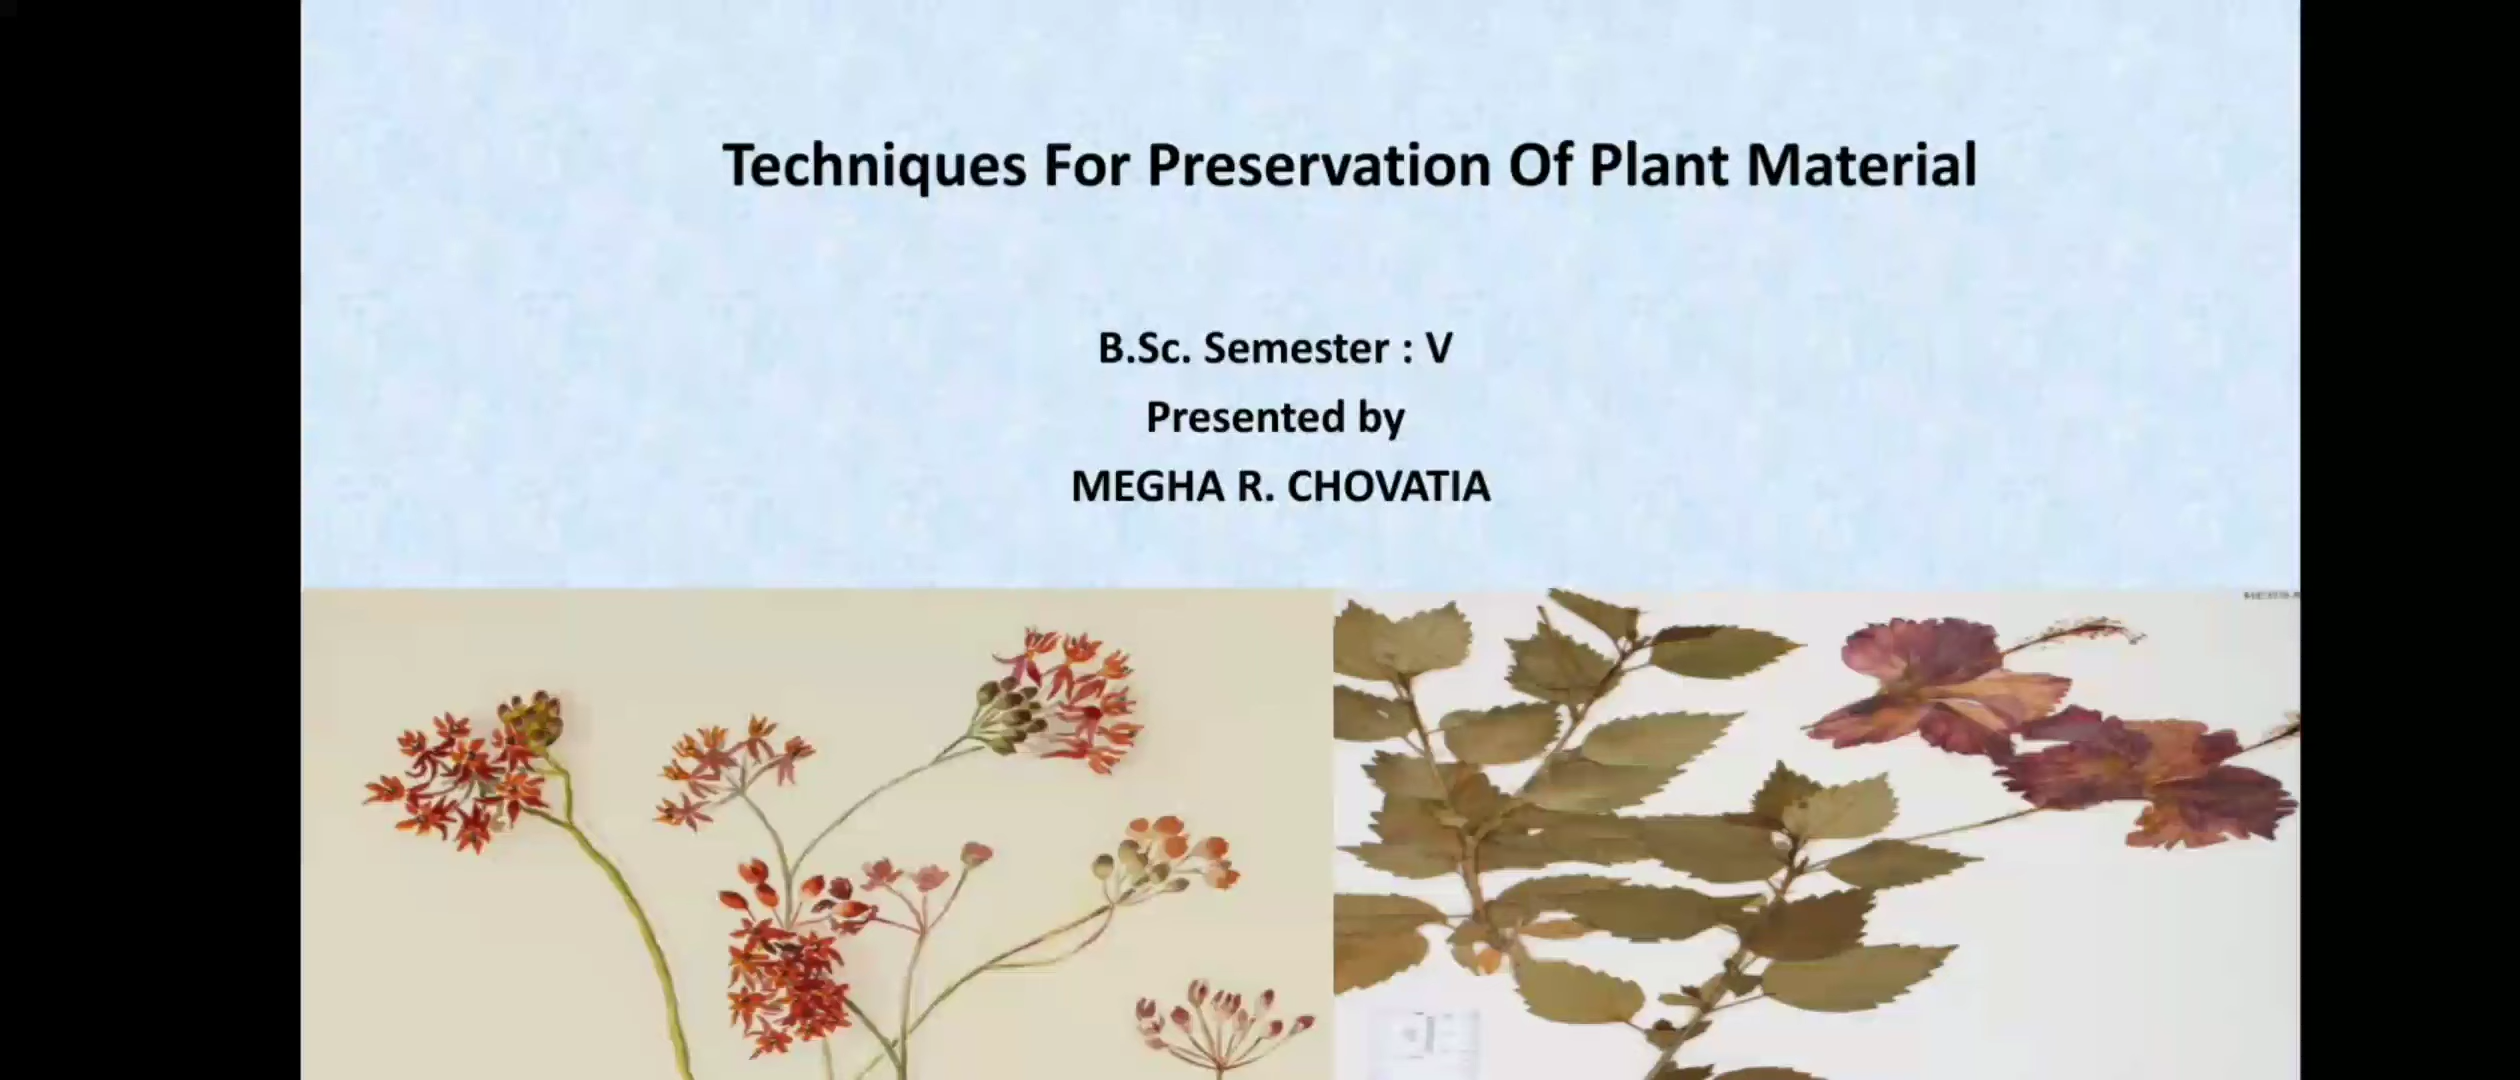 Techniques For Preservation Of Plant Material
B.Sc. Semester : V
Presented by
MEGHA R. CHOVATIA